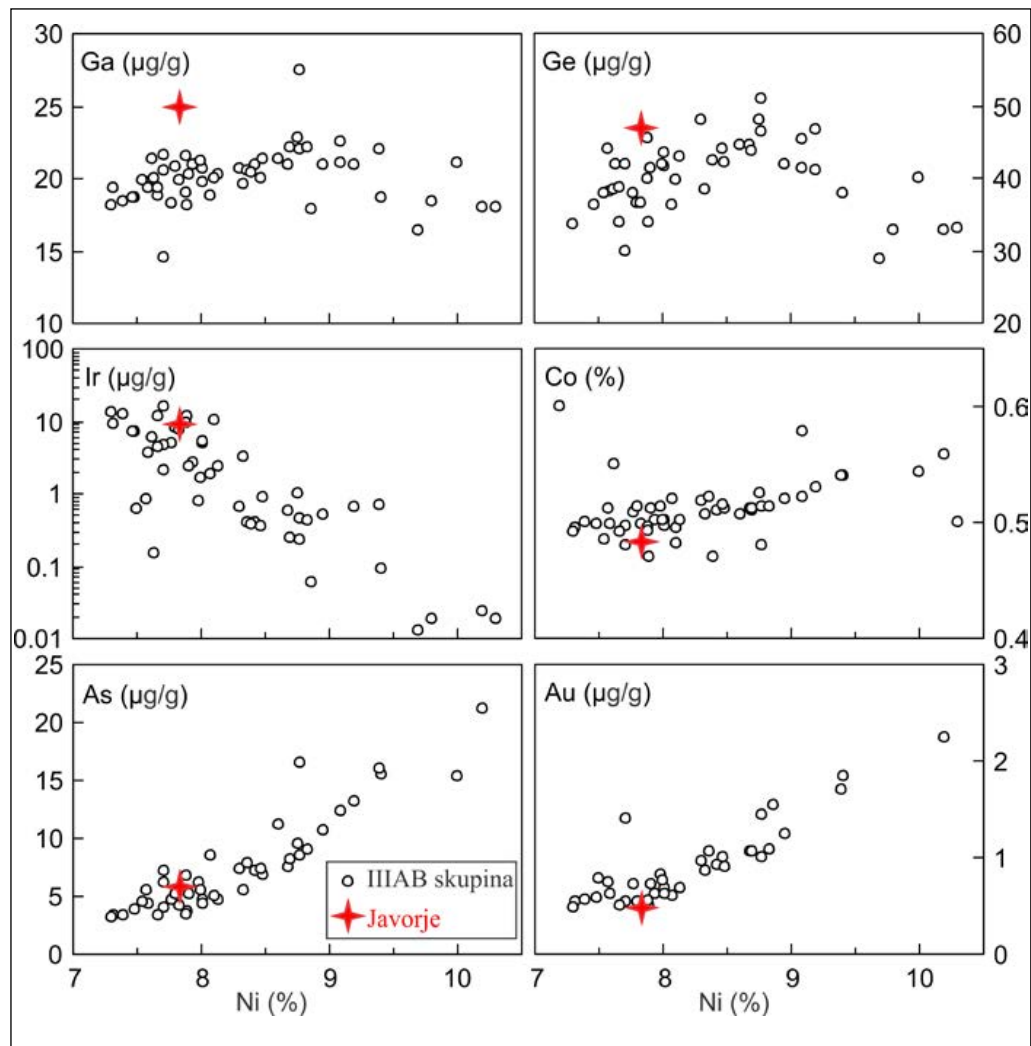 30
Ga (µg/g)
25
20
15
10
60
Ge (µg/g)
50
40
30
20
100
Ir (µg/g)
10
1
0.1
0.01
Co (%)
0.6
0.5
0.4
25
As (µg/g)
20
15
10
5
0
IIIAB skupina
Javorje
3
Au (µg/g)
2
1
0
7 8 9 10
Ni (%)
7 8 9 10
Ni (%)